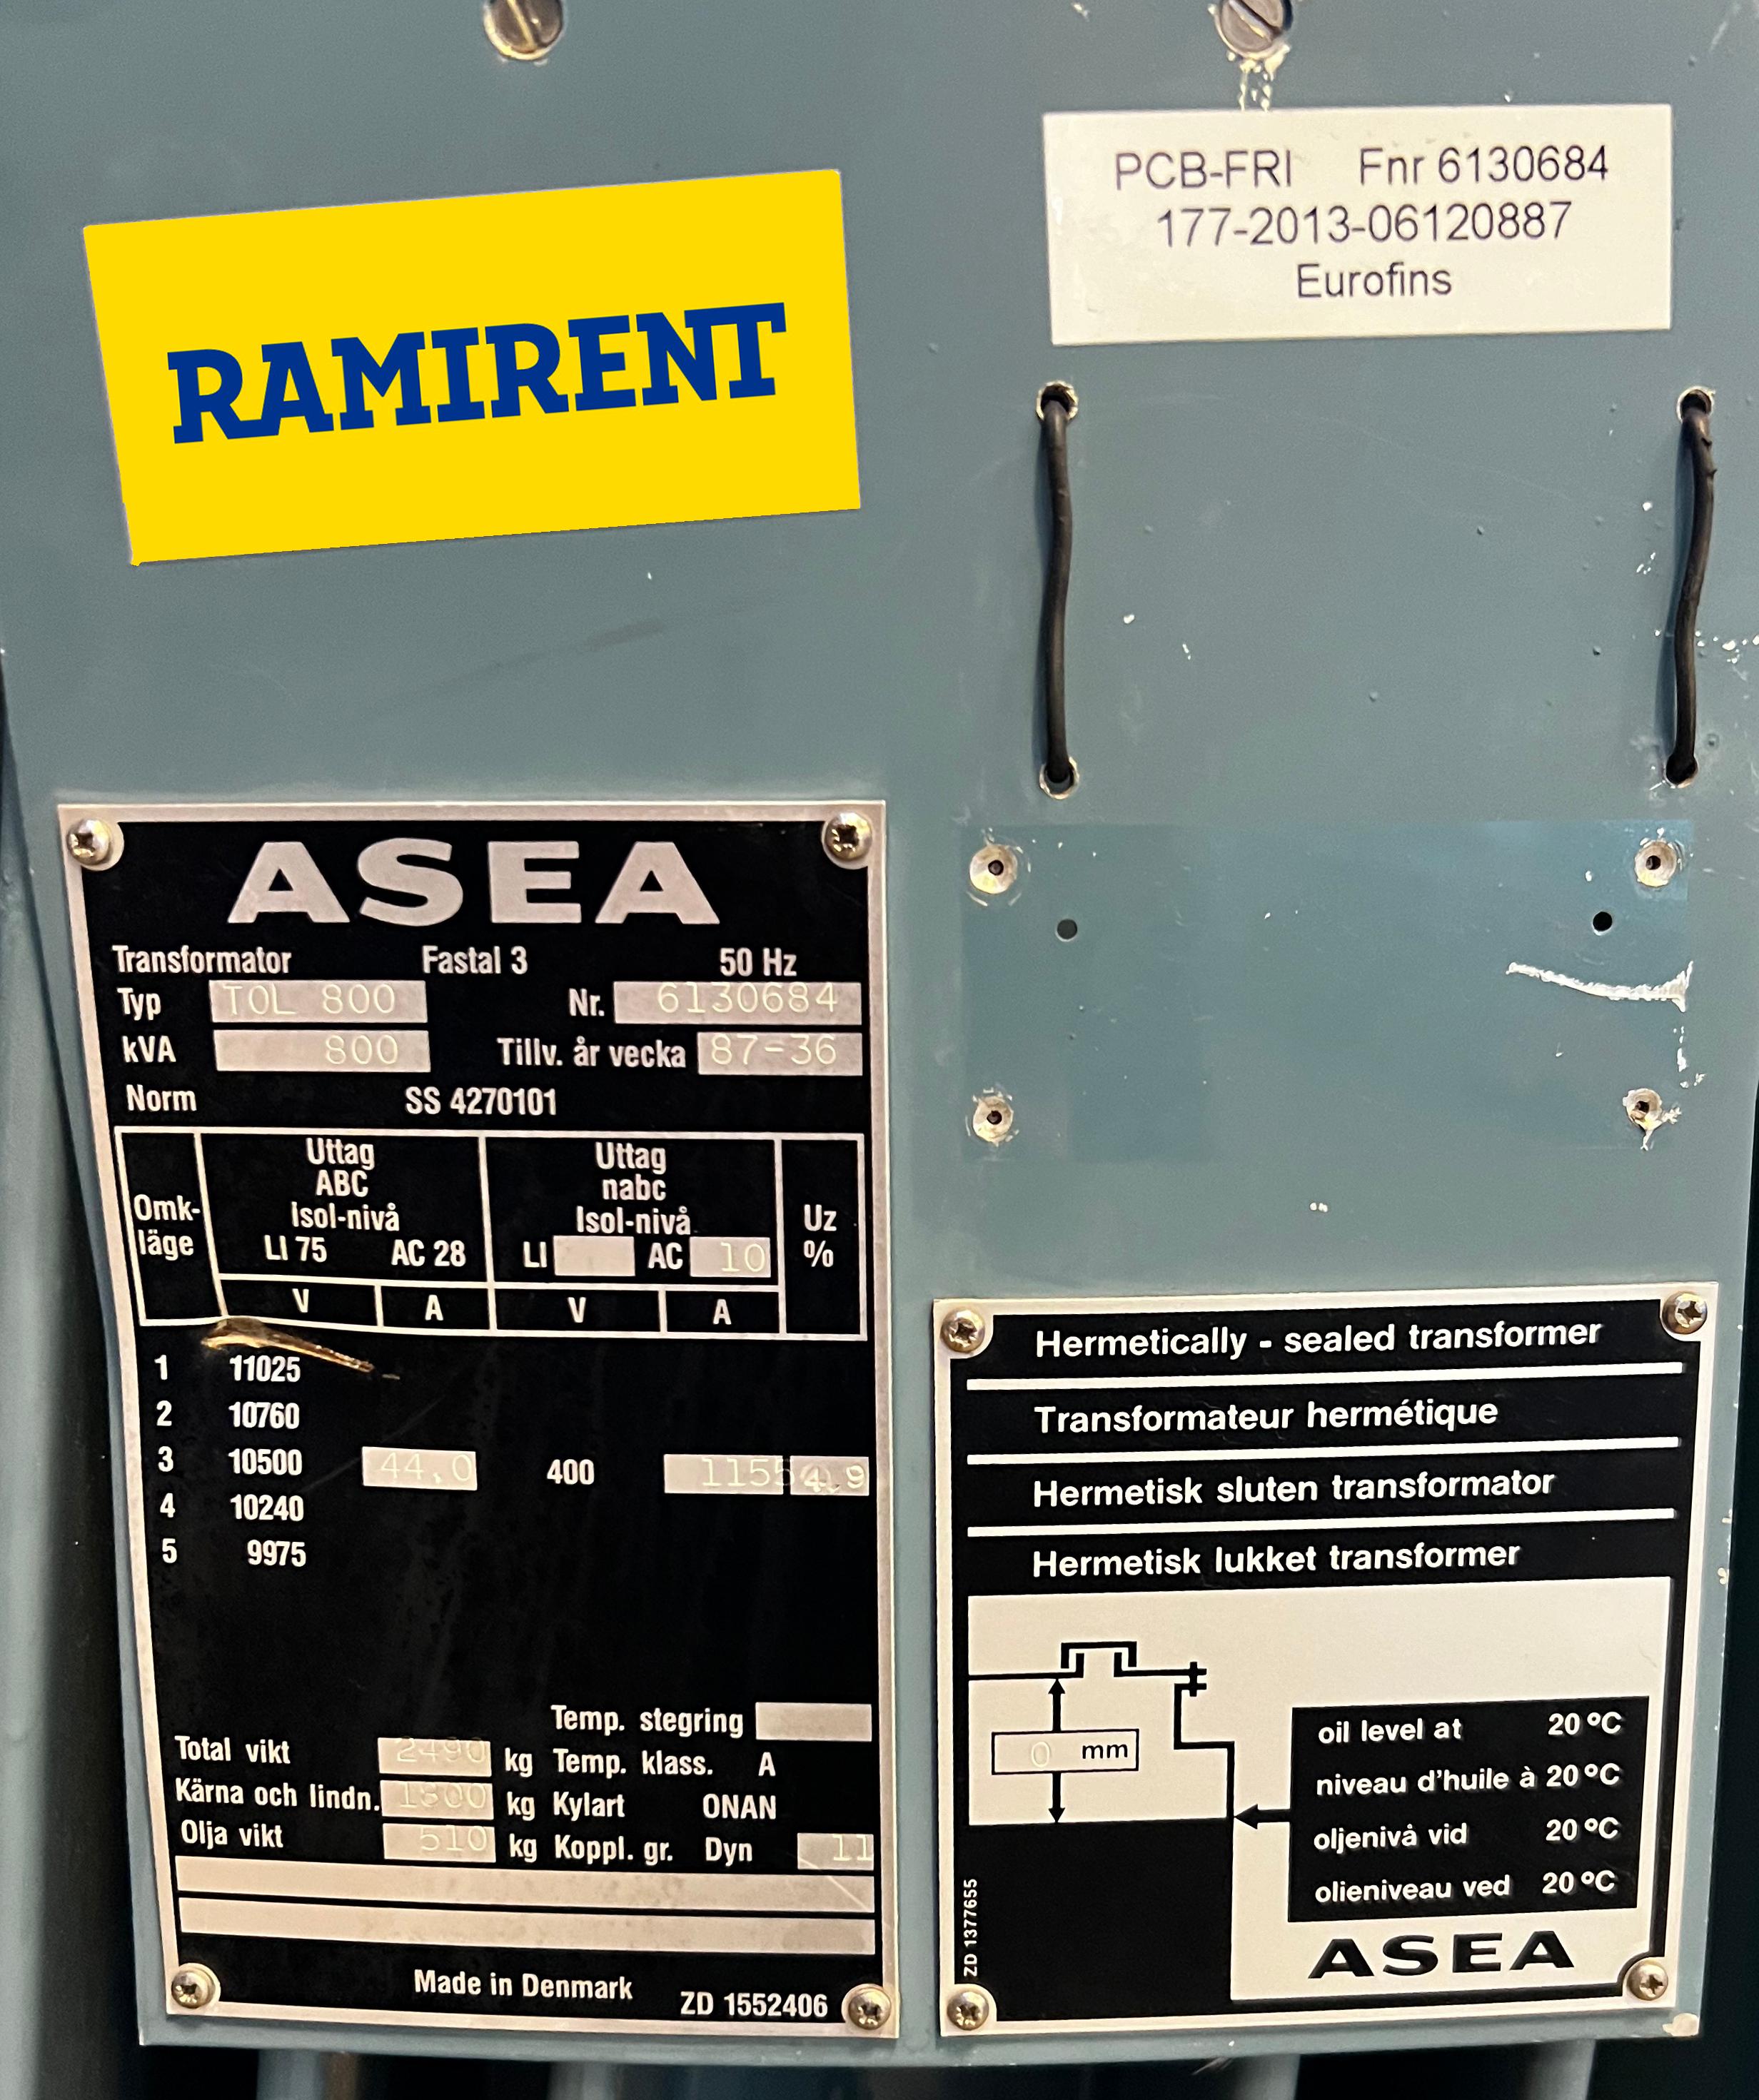 RAMIRENT
PCB-FRI Fnr 6130684
177-2013-06120887
Eurofins
ASEA
Transformator Fastal 3 50 Hz
Typ TOL 800 Nr. 6130684
kVA 800 Tillv. år vecka 87-36
Norm SS 4270101
Omk-
läge
Uttag
ABC
isol-nivå
LI 75 AC 28
V A
Uttag
nabc
Isol-nivå
LI AC 10
V A
Uz
%
1 11025
2 10760
3 10500 44,0 400 1155 4.9
4 10240
5 9975
Temp. stegring
Total vikt 2490 kg Temp. klass. A
Kärna och lindn. kg Kylart ONAN
Olja vikt 510 kg Koppl. gr. Dyn 11
Made in Denmark ZD 1552406
Hermetically - sealed transformer
Transformateur hermétique
Hermetisk sluten transformator
Hermetisk lukket transformer
0 mm
oil level at 20 °C
niveau d'huile à 20 °C
oljenivå vid 20 °C
olieniveau ved 20 °C
ZD 1377655
ASEA